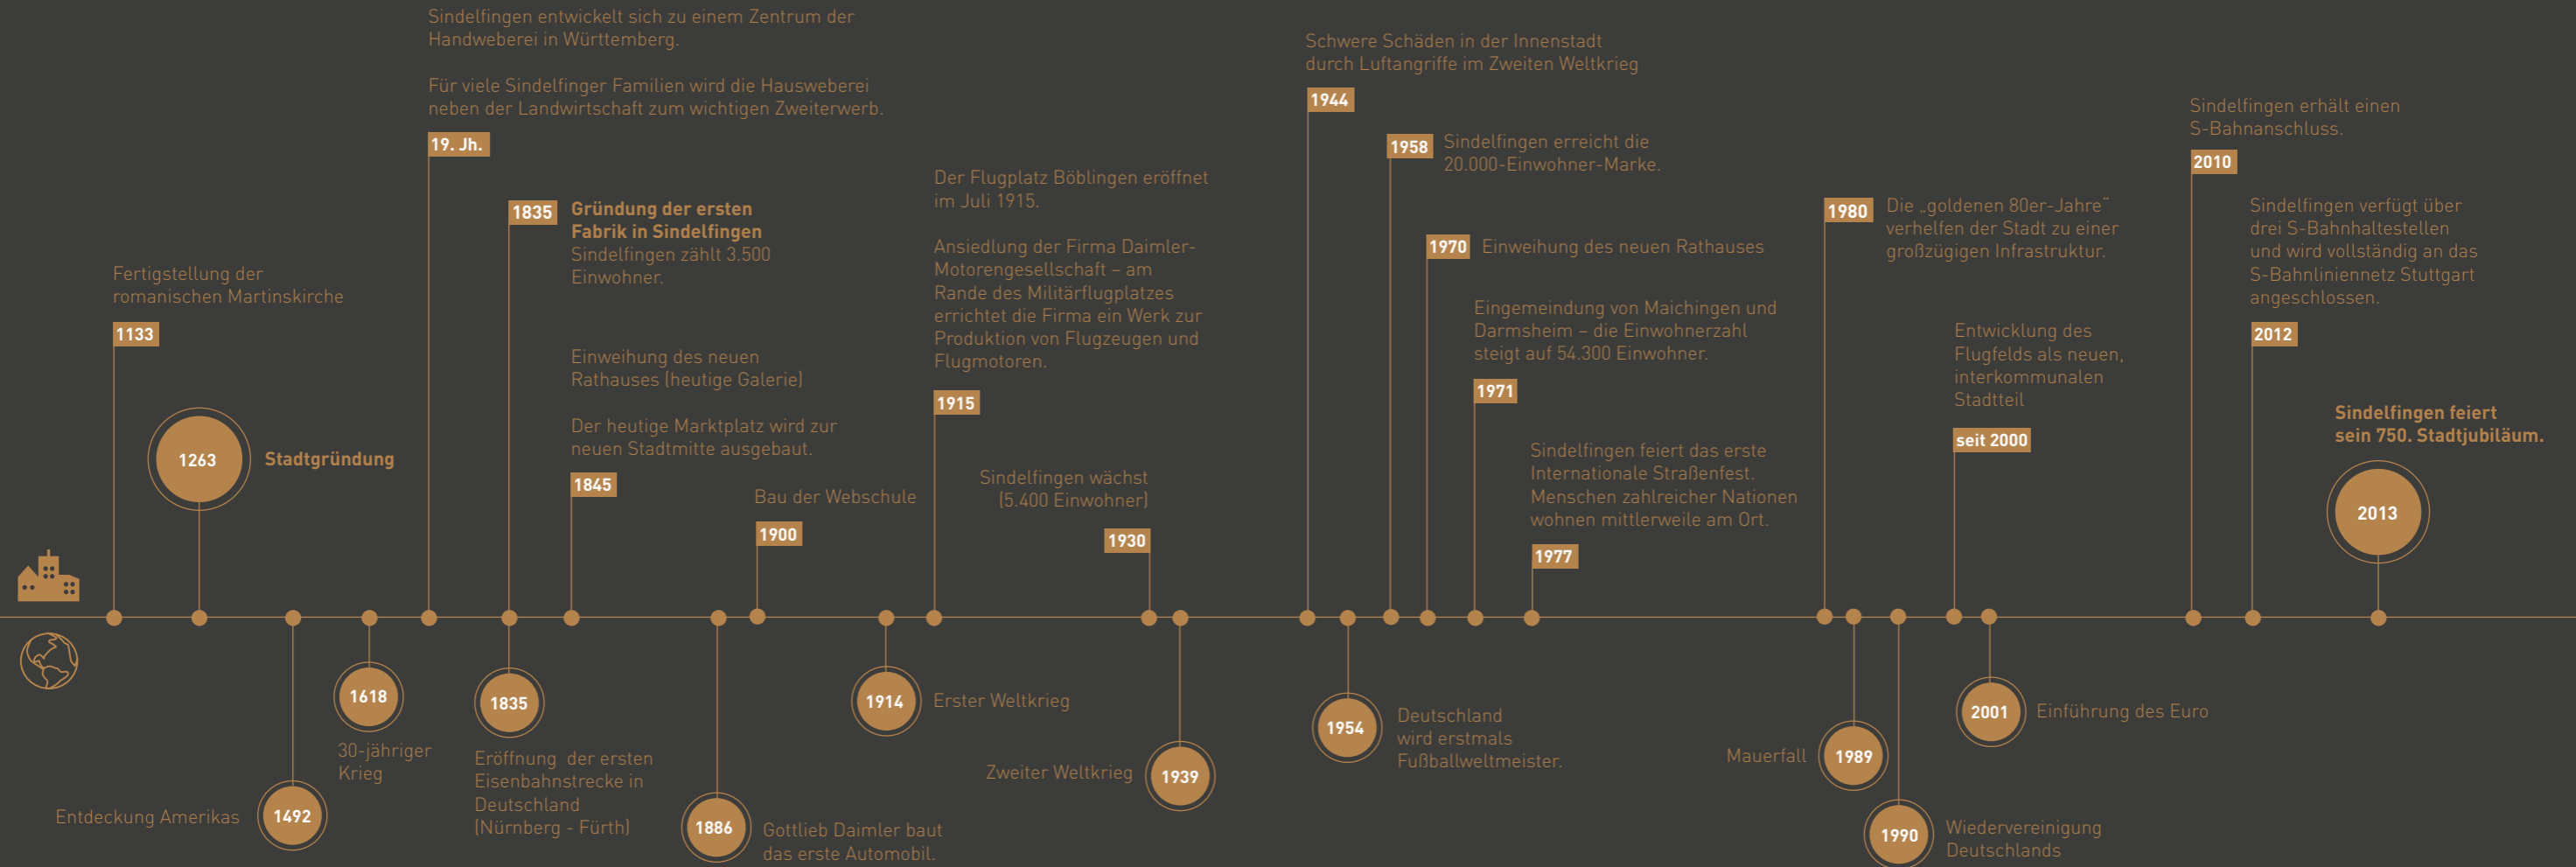 Sindelfingen entwickelt sich zu einem Zentrum der
Handweberei in Württemberg.
Für viele Sindelfinger Familien wird die Hausweberei
neben der Landwirtschaft zum wichtigen Zweiterwerb.
19. Jh.
Fertigstellung der
romanischen Martinskirche
1133
1263
Stadtgründung
1835
Gründung der ersten
Fabrik in Sindelfingen
Sindelfingen zählt 3.500
Einwohner.
Einweihung des neuen
Rathauses (heutige Galerie)
Der heutige Marktplatz wird zur
neuen Stadtmitte ausgebaut.
1845
Bau der Webschule
1900
Der Flugplatz Böblingen eröffnet
im Juli 1915.
Ansiedlung der Firma Daimler-
Motorengesellschaft – am
Rande des Militärflugplatzes
errichtet die Firma ein Werk zur
Produktion von Flugzeugen und
Flugmotoren.
1915
Sindelfingen wächst
(5.400 Einwohner)
1930
Schwere Schäden in der Innenstadt
durch Luftangriffe im Zweiten Weltkrieg
1944
1958
Sindelfingen erreicht die
20.000-Einwohner-Marke.
1970
Einweihung des neuen Rathauses
Eingemeindung von Maichingen und
Darmsheim – die Einwohnerzahl
steigt auf 54.300 Einwohner.
1971
Sindelfingen feiert das erste
Internationale Straßenfest.
Menschen zahlreicher Nationen
wohnen mittlerweile am Ort.
1977
1980
Die „goldenen 80er-Jahre“
verhelfen der Stadt zu einer
großzügigen Infrastruktur.
Entwicklung des
Flugfelds als neuen,
interkommunalen
Stadtteil
seit 2000
Sindelfingen erhält einen
S-Bahnanschluss.
2010
Sindelfingen verfügt über
drei S-Bahnhaltestellen
und wird vollständig an das
S-Bahnliniennetz Stuttgart
angeschlossen.
2012
Sindelfingen feiert
sein 750. Stadtjubiläum.
2013
Entdeckung Amerikas
1492
1618
30-jähriger
Krieg
1835
Eröffnung  der ersten
Eisenbahnstrecke in
Deutschland
(Nürnberg - Fürth)
1886
Gottlieb Daimler baut
das erste Automobil.
1914
Erster Weltkrieg
Zweiter Weltkrieg
1939
1954
Deutschland
wird erstmals
Fußballweltmeister.
Mauerfall
1989
1990
Wiedervereinigung
Deutschlands
2001
Einführung des Euro